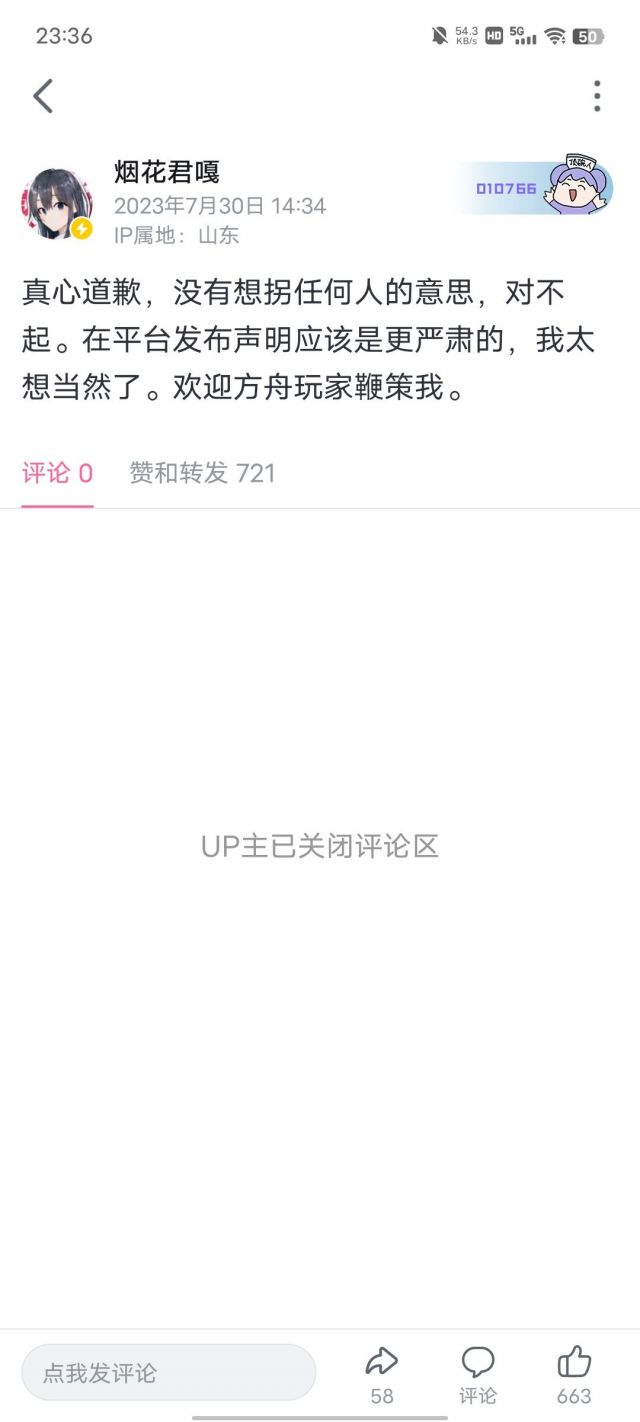 23:36
54.3 KB/s HD 5G 50
烟花君嘎
2023年7月30日 14:34
IP属地：山东
010766
顶碗人
真心道歉，没有想拐任何人的意思，对不
起。在平台发布声明应该是更严肃的，我太
想当然了。欢迎方舟玩家鞭策我。
评论 0 赞和转发 721
UP主已关闭评论区
点我发评论
58 评论 663